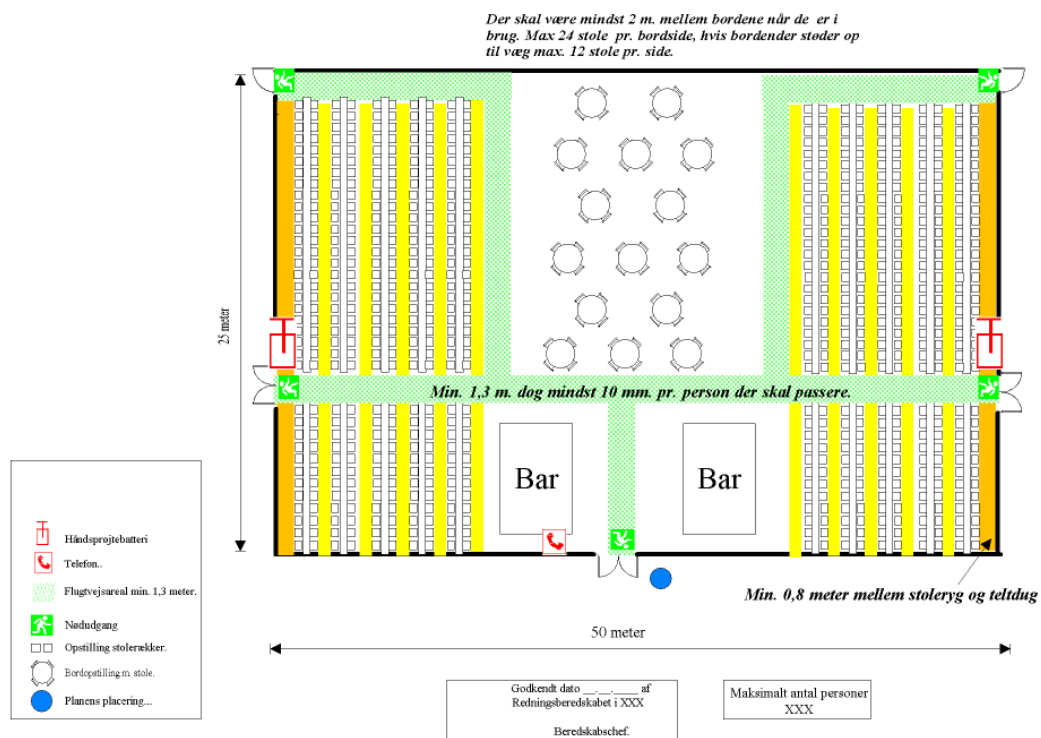 Der skal være mindst 2 m. mellem bordene når de er i
brug. Max 24 stole pr. bordside, hvis bordender støder op
til væg max. 12 stole pr. side.
25 meter
Min. 1,3 m. dog mindst 10 mm. pr. person der skal passere.
Bar
Bar
Håndsprøjtebatteri
Telefon..
Flugtvejsareal min. 1,3 meter.
Nødudgang
Opstilling stolerækker.
Bordopstilling m. stole.
Planens placering...
Min. 0,8 meter mellem stoleryg og teltdug
50 meter
Godkendt dato __.__.____ af
Redningsberedskabet i XXX
Beredskabschef.
Maksimalt antal personer
XXX